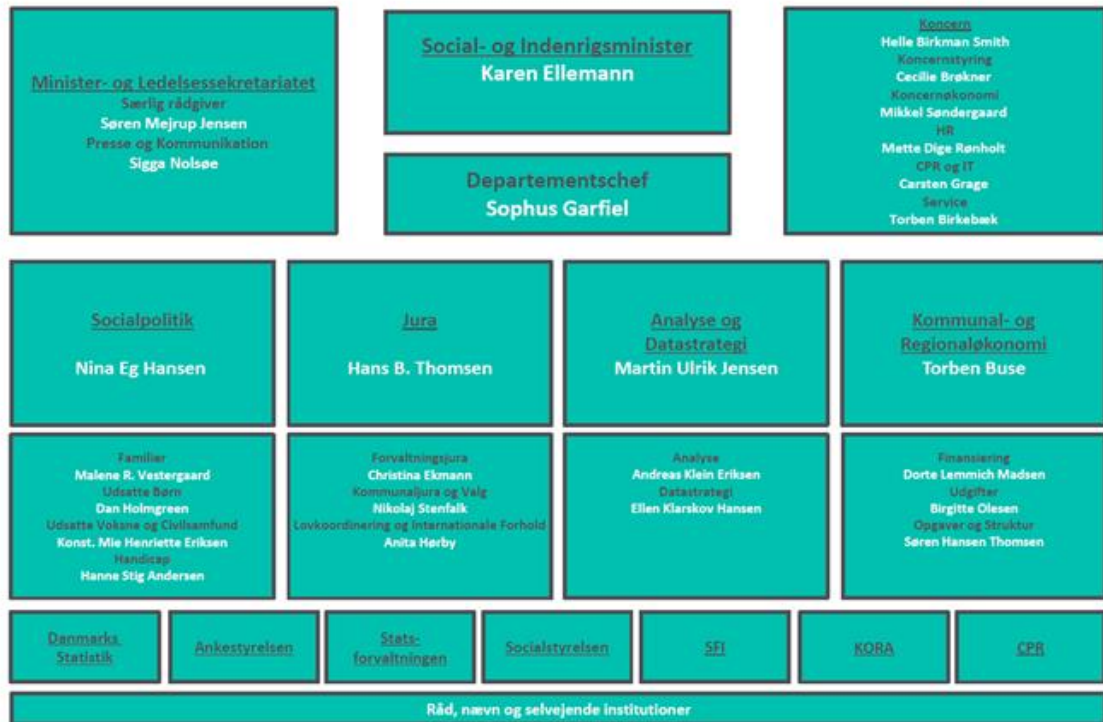 Minister- og Ledelsessekretariatet
Særlig rådgiver
Søren Mejrup Jensen
Presse og Kommunikation
Sigga Nolsøe
Social- og Indenrigsminister
Karen Ellemann
Departementschef
Sophus Garfiel
Koncern
Helle Birkman Smith
Koncernstyring
Cecilie Brøkner
Koncernøkonomi
Mikkel Søndergaard
HR
Mette Dige Rønholt
CPR og IT
Carsten Grage
Service
Torben Birkebæk
Socialpolitik
Nina Eg Hansen
Jura
Hans B. Thomsen
Analyse og
Datastrategi
Martin Ulrik Jensen
Kommunal- og
Regionaløkonomi
Torben Buse
Familier
Malene R. Vestergaard
Udsatte Børn
Dan Holmgreen
Udsatte Voksne og Civilsamfund
Konst. Mie Henriette Eriksen
Handicap
Hanne Stig Andersen
Forvaltningsjura
Christina Ekmann
Kommunaljura og Valg
Nikolaj Stenfalk
Lovkoordinering og Internationale Forhold
Anita Hørby
Analyse
Andreas Klein Eriksen
Datastrategi
Ellen Klarskov Hansen
Finansiering
Dorte Lemmich Madsen
Udgifter
Birgitte Olesen
Opgaver og Struktur
Søren Hansen Thomsen
Danmarks
Statistik
Ankestyrelsen
Stats-
forvaltningen
Socialstyrelsen
SFI
KORA
CPR
Råd, nævn og selvejende institutioner